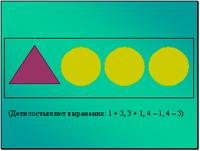 (Дети составляют выражения: 1 + 3, 3 + 1, 4 – 1, 4 – 3)